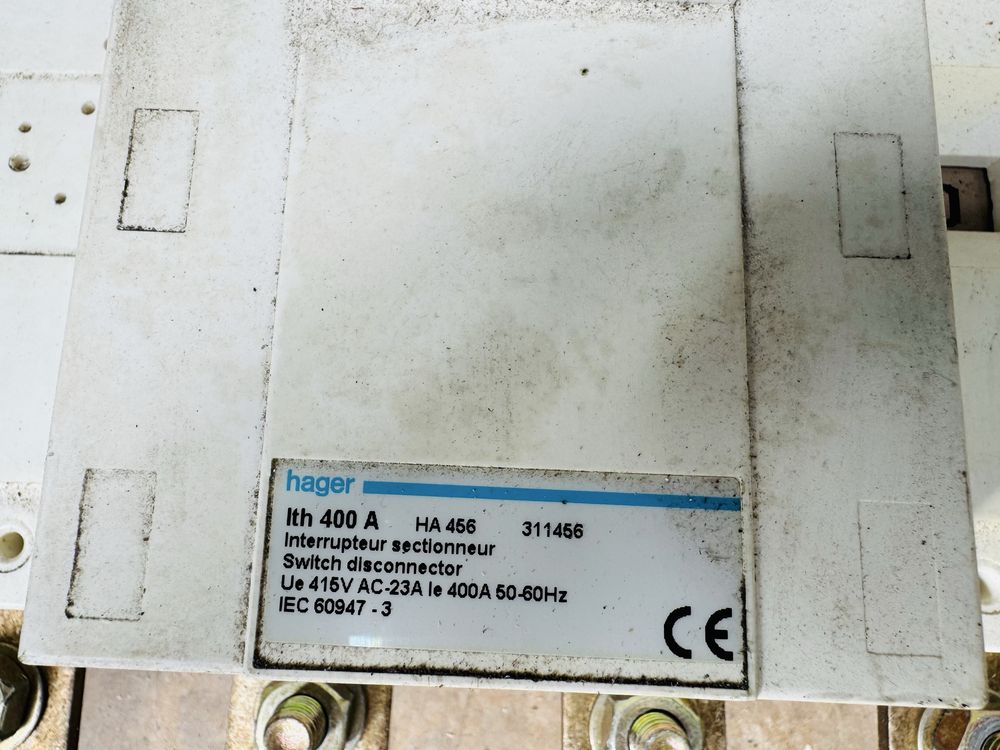 hager
Ith 400 A HA 456 311456
Interrupteur sectionneur
Switch disconnector
Ue 415V AC-23A Ie 400A 50-60Hz
IEC 60947 - 3
CE